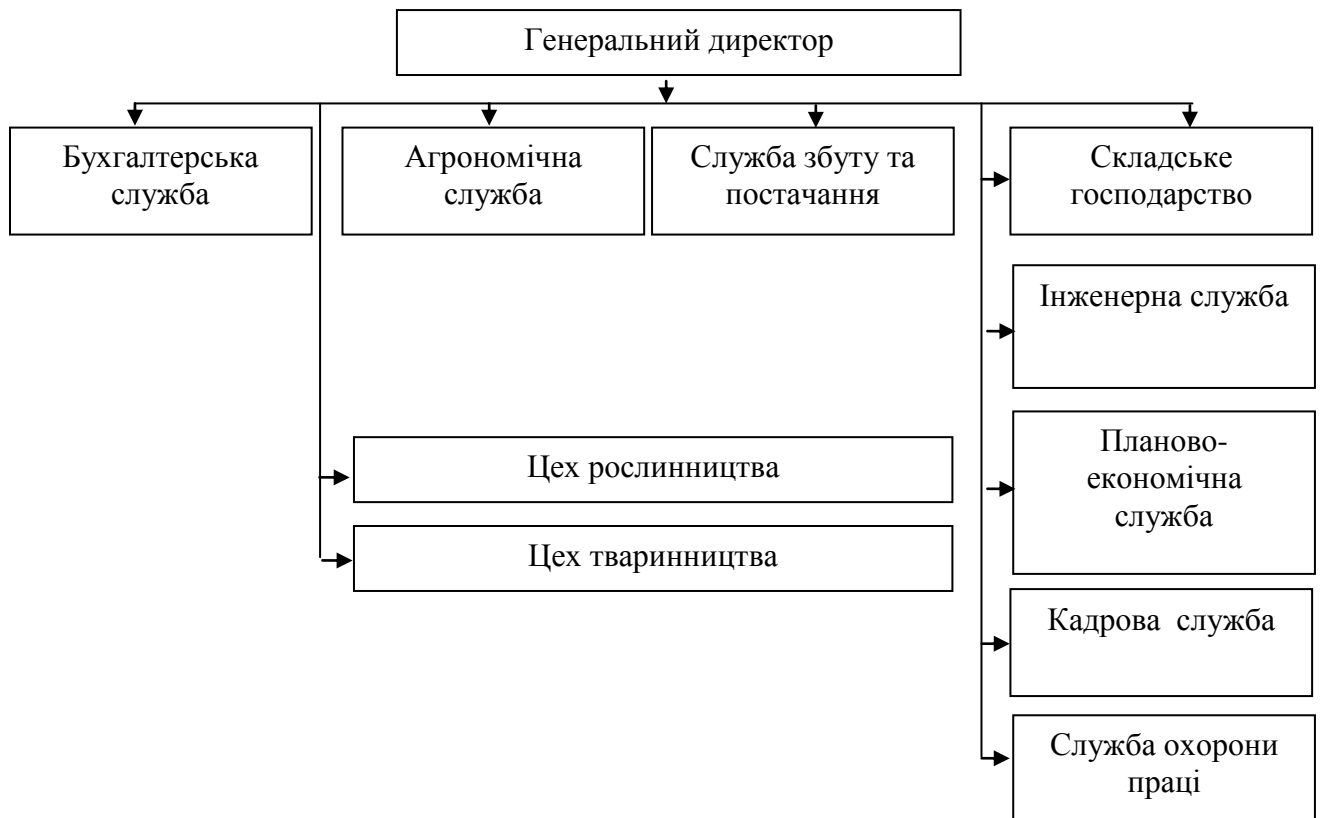 Генеральний директор
Бухгалтерська
служба
Агрономічна
служба
Служба збуту та
постачання
Складське
господарство
Інженерна служба
Планово-
економічна
служба
Цех рослинництва
Цех тваринництва
Кадрова служба
Служба охорони
праці